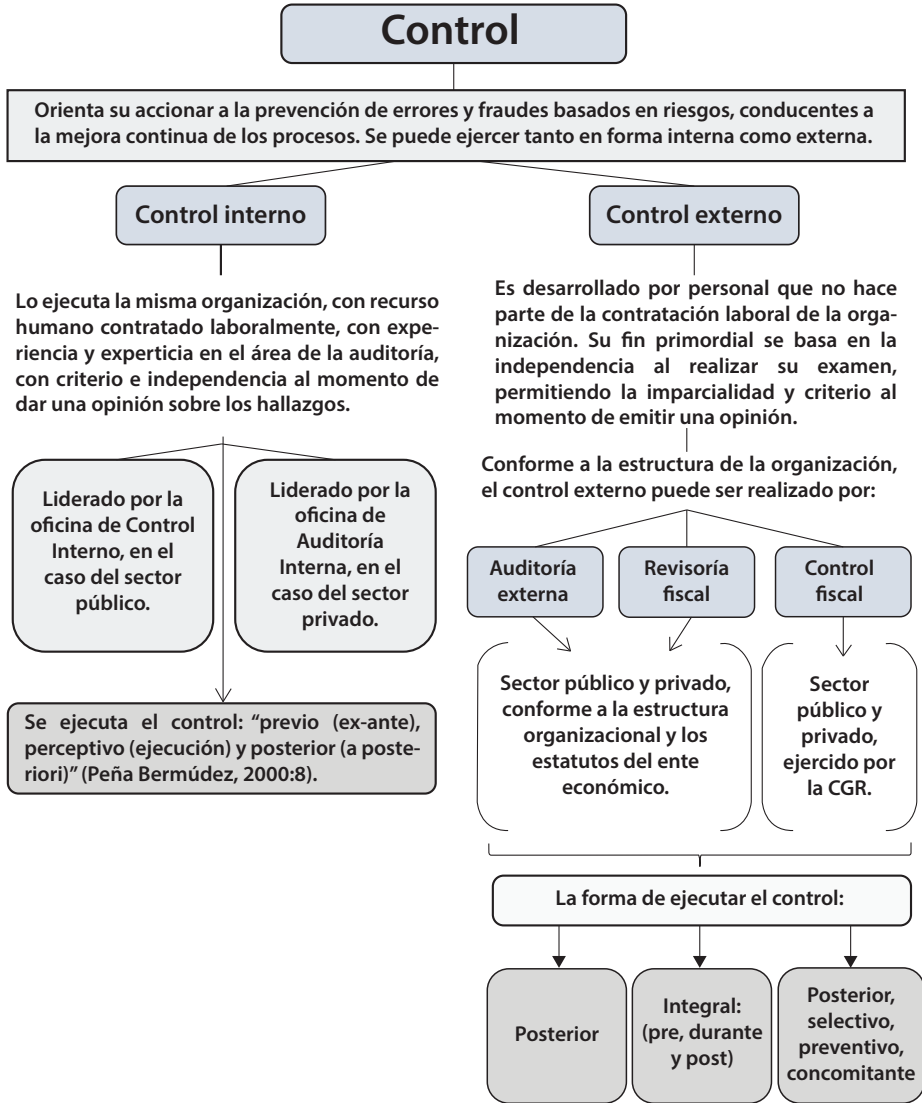 Control
Orienta su accionar a la prevención de errores y fraudes basados en riesgos, conducentes a
la mejora continua de los procesos. Se puede ejercer tanto en forma interna como externa.
Control interno
Lo ejecuta la misma organización, con recurso
humano contratado laboralmente, con expe-
riencia y experticia en el área de la auditoría,
con criterio e independencia al momento de
dar una opinión sobre los hallazgos.
Liderado por la
oficina de Control
Interno, en el
caso del sector
público.
Liderado por la
oficina de
Auditoría
Interna, en el
caso del sector
privado.
Se ejecuta el control: “previo (ex-ante),
perceptivo (ejecución) y posterior (a poste-
riori)” (Peña Bermúdez, 2000:8).
Control externo
Es desarrollado por personal que no hace
parte de la contratación laboral de la orga-
nización. Su fin primordial se basa en la
independencia al realizar su examen,
permitiendo la imparcialidad y criterio al
momento de emitir una opinión.
Conforme a la estructura de la organización,
el control externo puede ser realizado por:
Auditoría
externa
Revisoría
fiscal
Control
fiscal
Sector público y privado,
conforme a la estructura
organizacional y los
estatutos del ente
económico.
Sector
público y
privado,
ejercido por
la CGR.
La forma de ejecutar el control:
Posterior
Integral:
(pre, durante
y post)
Posterior,
selectivo,
preventivo,
concomitante